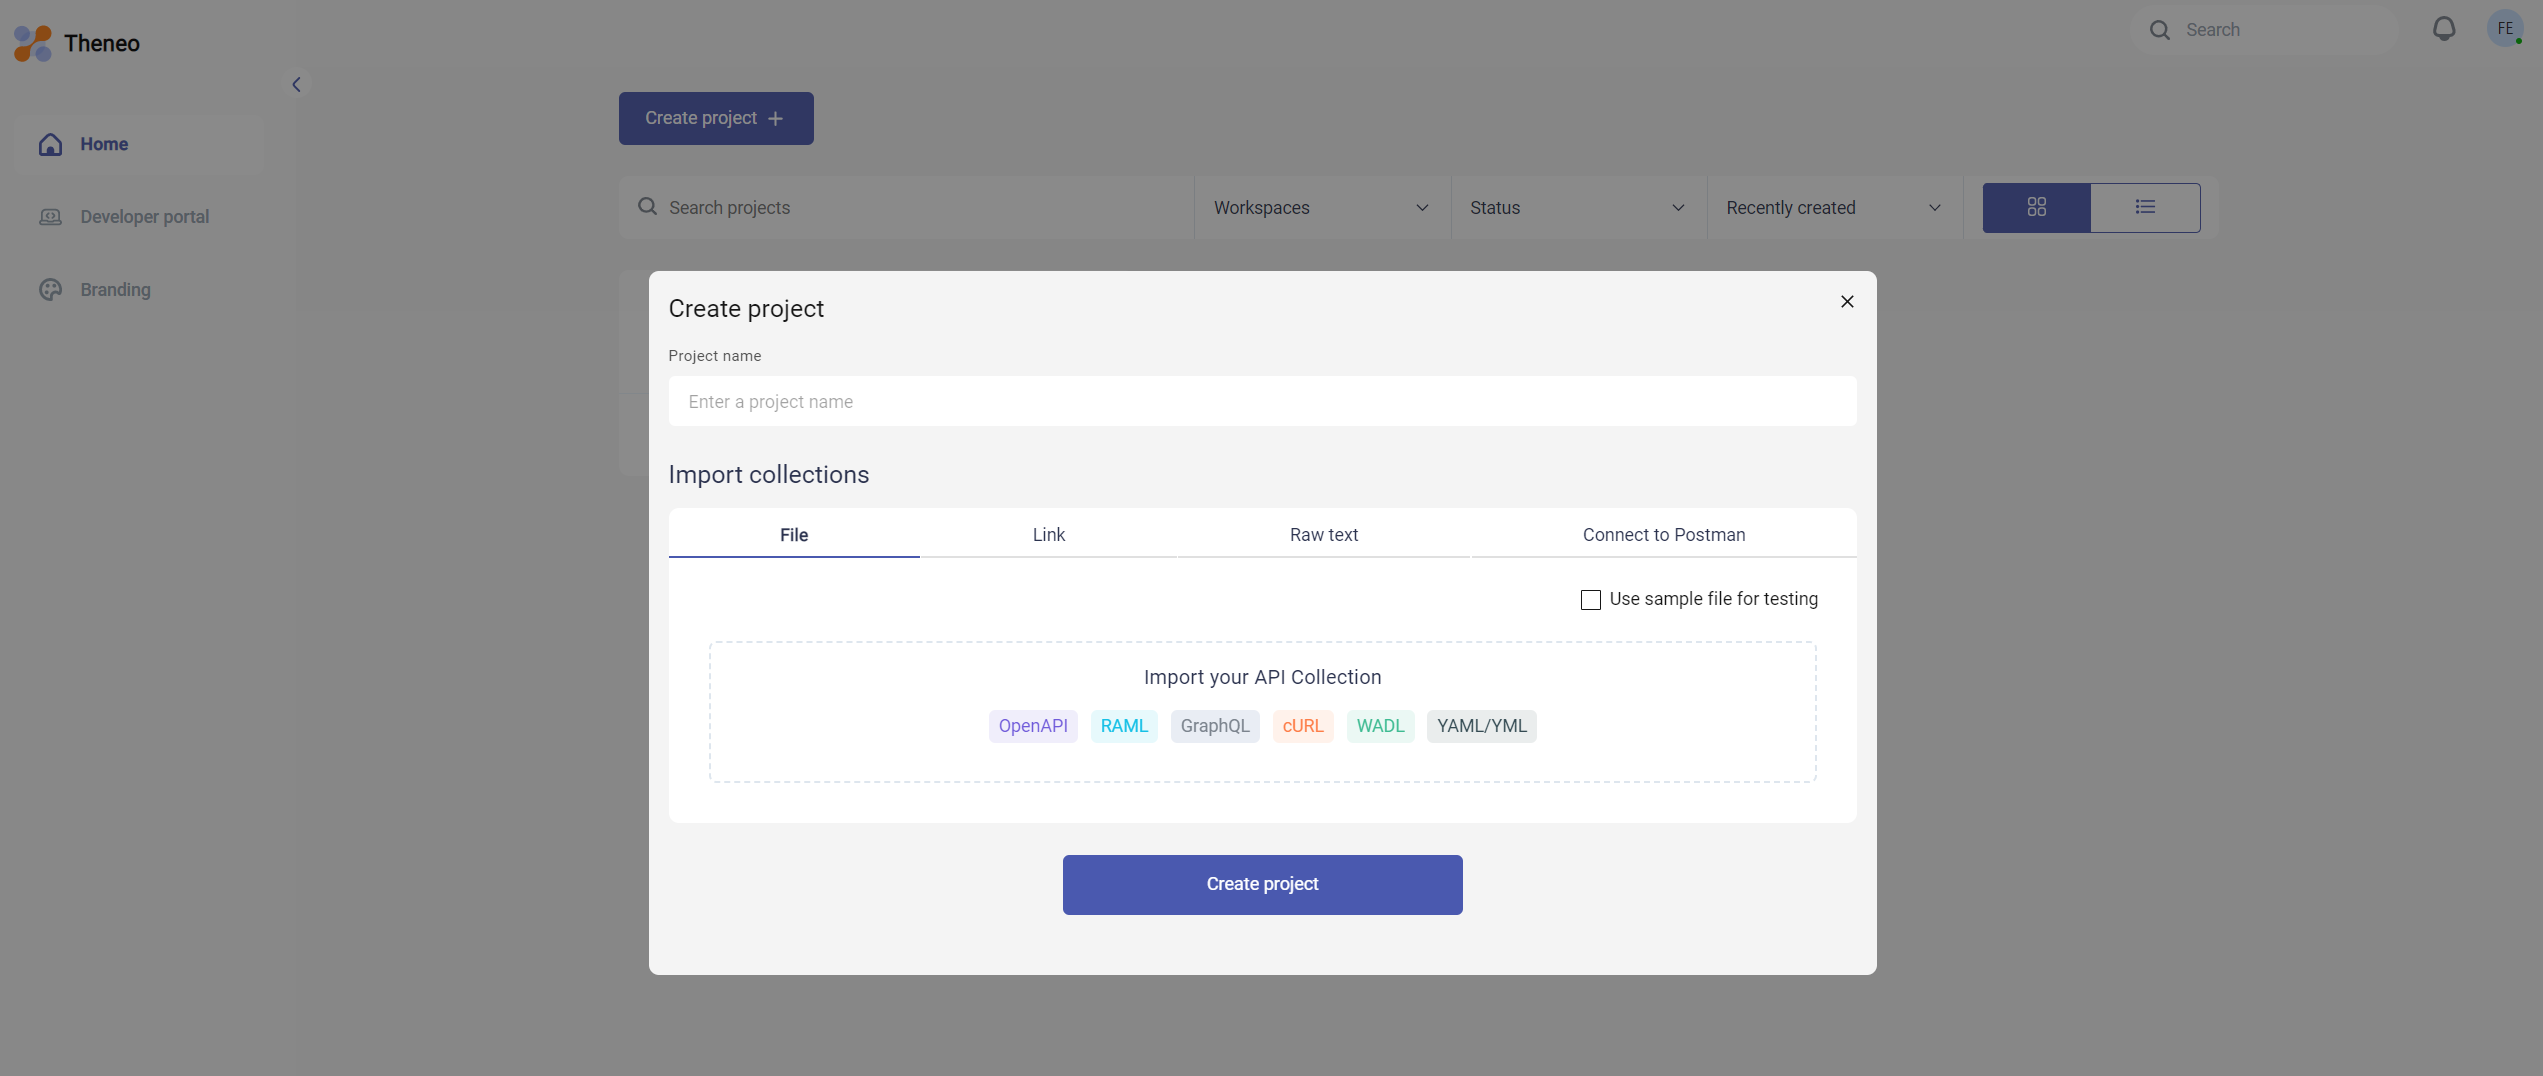 Theneo
Search
FE
Create project
Home
Search projects
Workspaces
Status
Recently created
Developer portal
Branding
Create project
Project name
Enter a project name
Import collections
File
Link
Raw text
Connect to Postman
Use sample file for testing
Import your API Collection
OpenAPI
RAML
GraphQL
cURL
WADL
YAML/YML
Create project